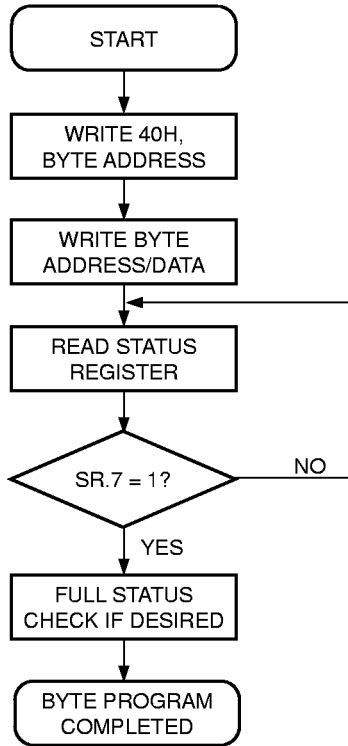 START
WRITE 40H,
BYTE ADDRESS
WRITE BYTE
ADDRESS/DATA
READ STATUS
REGISTER
SR.7 = 1?
NO
YES
FULL STATUS
CHECK IF DESIRED
BYTE PROGRAM
COMPLETED